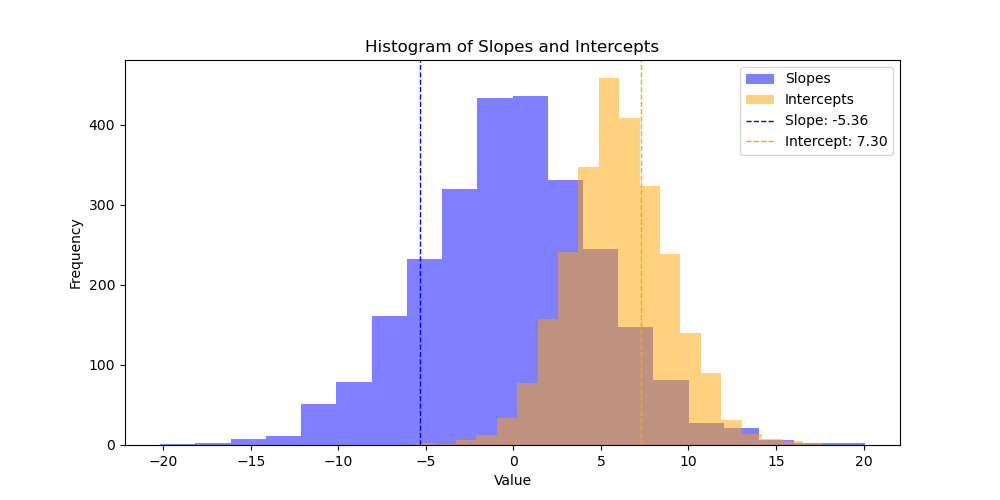 Histogram of Slopes and Intercepts
Slopes
Intercepts
Slope: -5.36
Intercept: 7.30
400
300
200
100
0
Frequency
−20
−15
−10
−5
0
5
10
15
20
Value